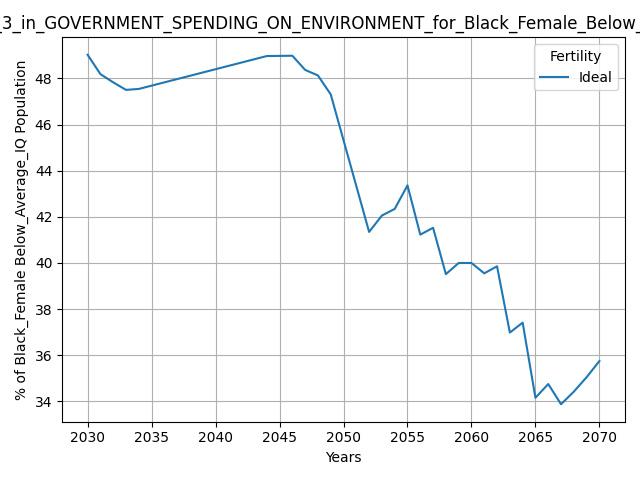 _3_in_GOVERNMENT_SPENDING_ON_ENVIRONMENT_for_Black_Female_Below_
Fertility
Ideal
% of Black_Female Below_Average_IQ Population
48
46
44
42
40
38
36
34
2030 2035 2040 2045 2050 2055 2060 2065 2070
Years